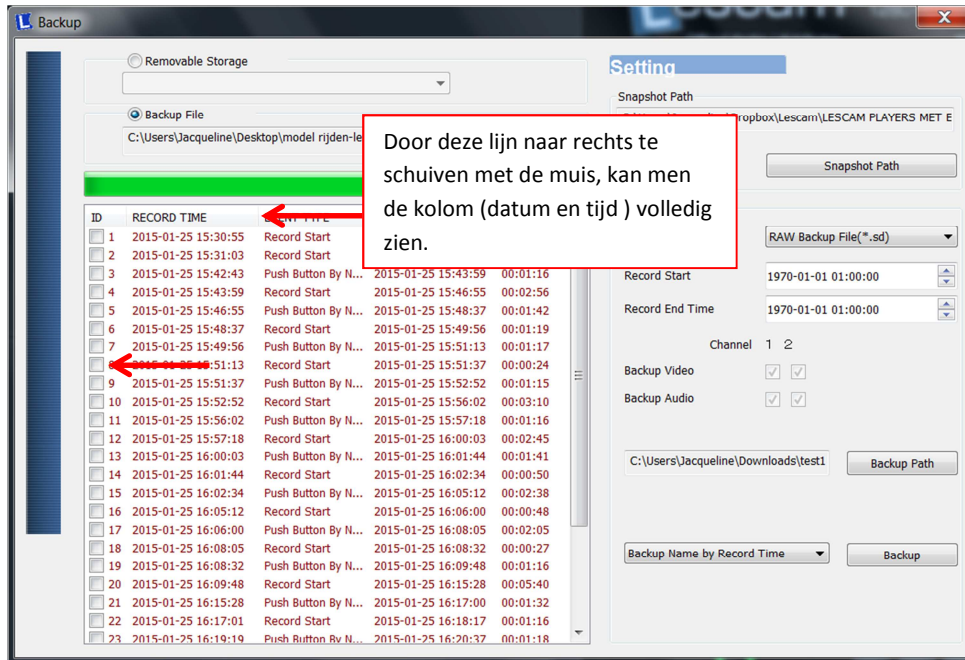 Backup
Removable Storage
Backup File
C:\Users\Jacqueline\Desktop\model rijden-le
Door deze lijn naar rechts te
schuiven met de muis, kan men
de kolom (datum en tijd ) volledig
zien.
Setting
Snapshot Path
ropbox\Lescam\LESCAM PLAYERS MET E
Snapshot Path
RAW Backup File(*.sd)
Record Start 1970-01-01 01:00:00
Record End Time 1970-01-01 01:00:00
Channel 1 2
Backup Video
Backup Audio
C:\Users\Jacqueline\Downloads\test1 Backup Path
Backup Name by Record Time Backup
ID RECORD TIME
1 2015-01-25 15:30:55 Record Start
2 2015-01-25 15:31:03 Record Start
3 2015-01-25 15:42:43 Push Button By N... 2015-01-25 15:43:59 00:01:16
4 2015-01-25 15:43:59 Record Start 2015-01-25 15:46:55 00:02:56
5 2015-01-25 15:46:55 Push Button By N... 2015-01-25 15:48:37 00:01:42
6 2015-01-25 15:48:37 Record Start 2015-01-25 15:49:56 00:01:19
7 2015-01-25 15:49:56 Push Button By N... 2015-01-25 15:51:13 00:01:17
8 2015-01-25 15:51:13 Record Start 2015-01-25 15:51:37 00:00:24
9 2015-01-25 15:51:37 Push Button By N... 2015-01-25 15:52:52 00:01:15
10 2015-01-25 15:52:52 Record Start 2015-01-25 15:56:02 00:03:10
11 2015-01-25 15:56:02 Push Button By N... 2015-01-25 15:57:18 00:01:16
12 2015-01-25 15:57:18 Record Start 2015-01-25 16:00:03 00:02:45
13 2015-01-25 16:00:03 Push Button By N... 2015-01-25 16:01:44 00:01:41
14 2015-01-25 16:01:44 Record Start 2015-01-25 16:02:34 00:00:50
15 2015-01-25 16:02:34 Push Button By N... 2015-01-25 16:05:12 00:02:38
16 2015-01-25 16:05:12 Record Start 2015-01-25 16:06:00 00:00:48
17 2015-01-25 16:06:00 Push Button By N... 2015-01-25 16:08:05 00:02:05
18 2015-01-25 16:08:05 Record Start 2015-01-25 16:08:32 00:00:27
19 2015-01-25 16:08:32 Push Button By N... 2015-01-25 16:09:48 00:01:16
20 2015-01-25 16:09:48 Record Start 2015-01-25 16:15:28 00:05:40
21 2015-01-25 16:15:28 Push Button By N... 2015-01-25 16:17:00 00:01:32
22 2015-01-25 16:17:01 Record Start 2015-01-25 16:18:17 00:01:16
23 2015-01-25 16:19:19 Push Button By N... 2015-01-25 16:20:37 00:01:18